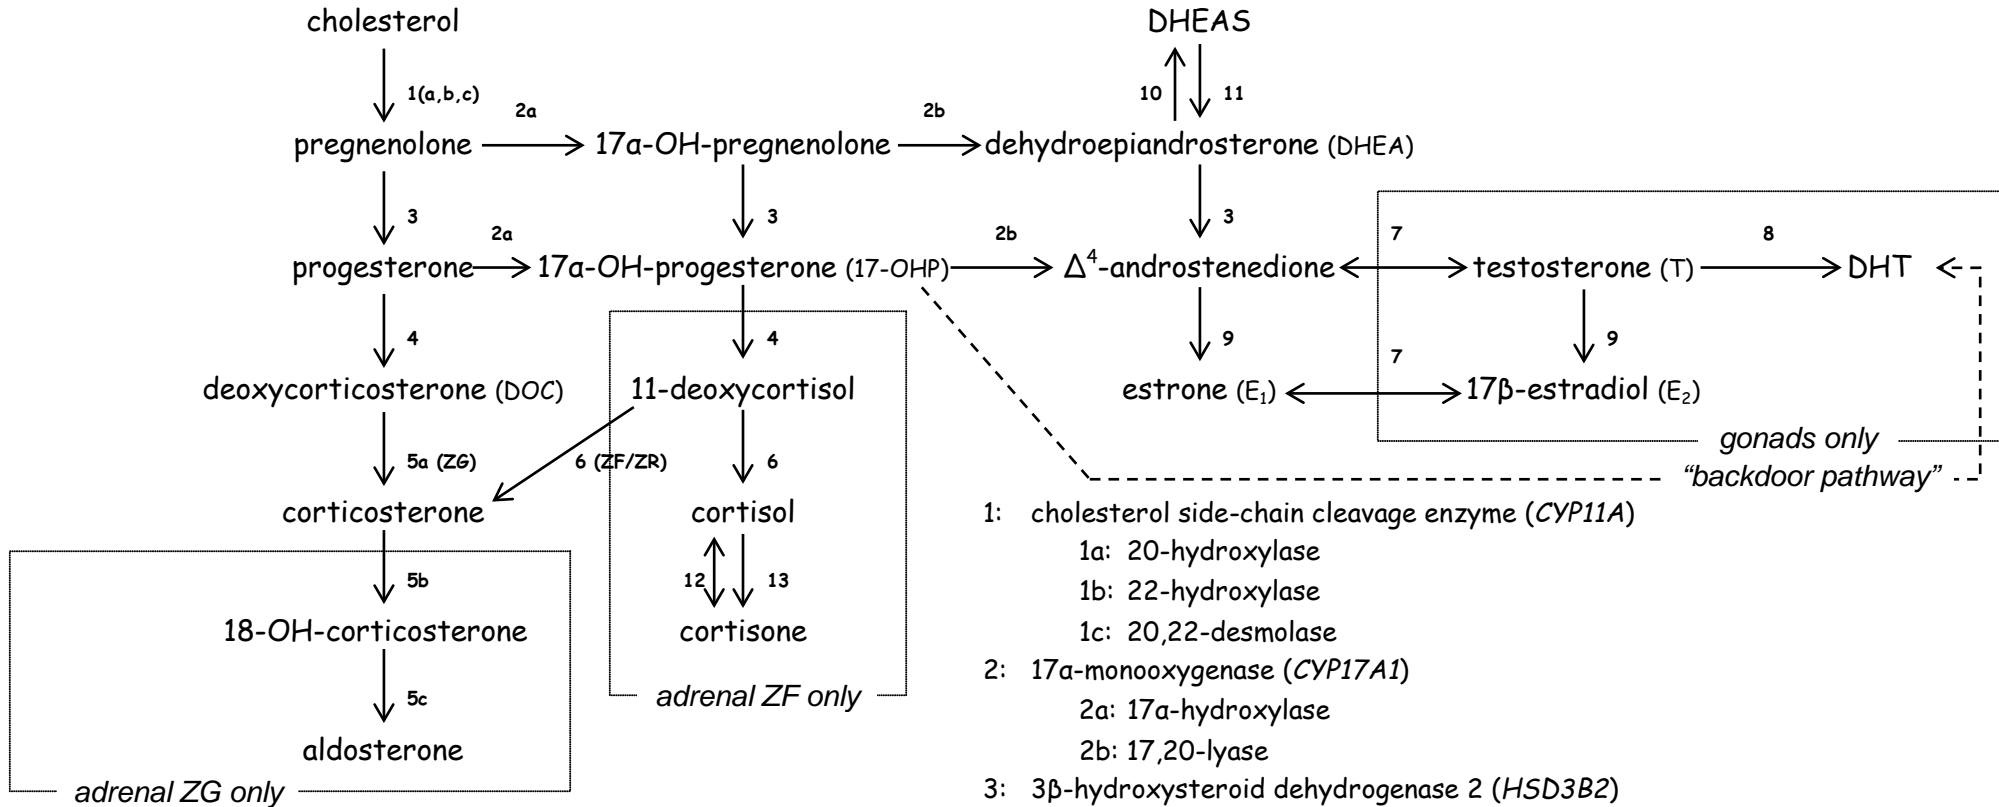 cholesterol DHEAS
1(a,b,c) 2a 2b 10 11
pregnenolone 17α-OH-pregnenolone dehydroepiandrosterone (DHEA)
3 2a 3 2b 3 7 8
progesterone 17α-OH-progesterone (17-OHP) Δ⁴-androstenedione testosterone (T) DHT
4 4 9 7 9
deoxycorticosterone (DOC) 11-deoxycortisol estrone (E₁) 17β-estradiol (E₂)
gonads only
5a (ZG) 6 (ZF/ZR) 6 "backdoor pathway"
corticosterone cortisol
5b 12 13
18-OH-corticosterone cortisone
adrenal ZF only
5c
aldosterone
adrenal ZG only
1: cholesterol side-chain cleavage enzyme (CYP11A)
1a: 20-hydroxylase
1b: 22-hydroxylase
1c: 20,22-desmolase
2: 17α-monooxygenase (CYP17A1)
2a: 17α-hydroxylase
2b: 17,20-lyase
3: 3β-hydroxysteroid dehydrogenase 2 (HSD3B2)